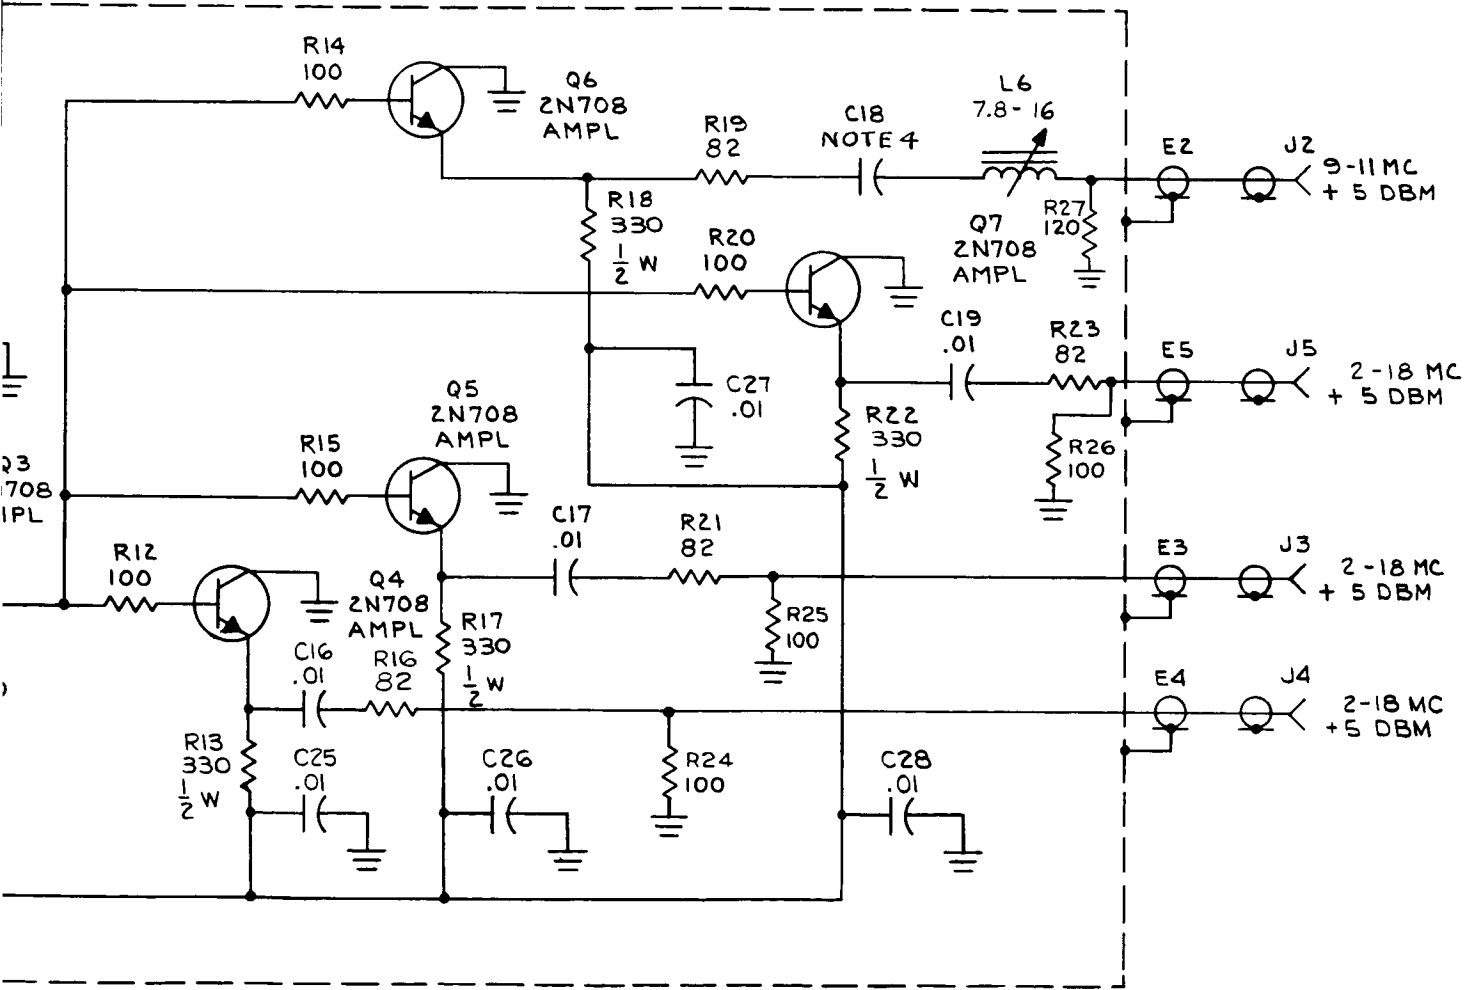 R14
100
Q6
2N708
AMPL
R19
82
C18
NOTE 4
L6
7.8-16
E2
J2
9-11 MC
+ 5 DBM
R18
330
1/2 W
R20
100
Q7
2N708
AMPL
R27
120
C19
.01
R23
82
E5
J5
2-18 MC
+ 5 DBM
C27
.01
R22
330
1/2 W
R26
100
Q5
2N708
AMPL
R15
100
708
C17
.01
R21
82
E3
J3
2-18 MC
+ 5 DBM
R12
100
Q4
2N708
AMPL
R17
330
1/2 W
R25
100
C16
.01
R16
82
E4
J4
2-18 MC
+5 DBM
R13
330
1/2 W
C25
.01
C26
.01
R24
100
C28
.01